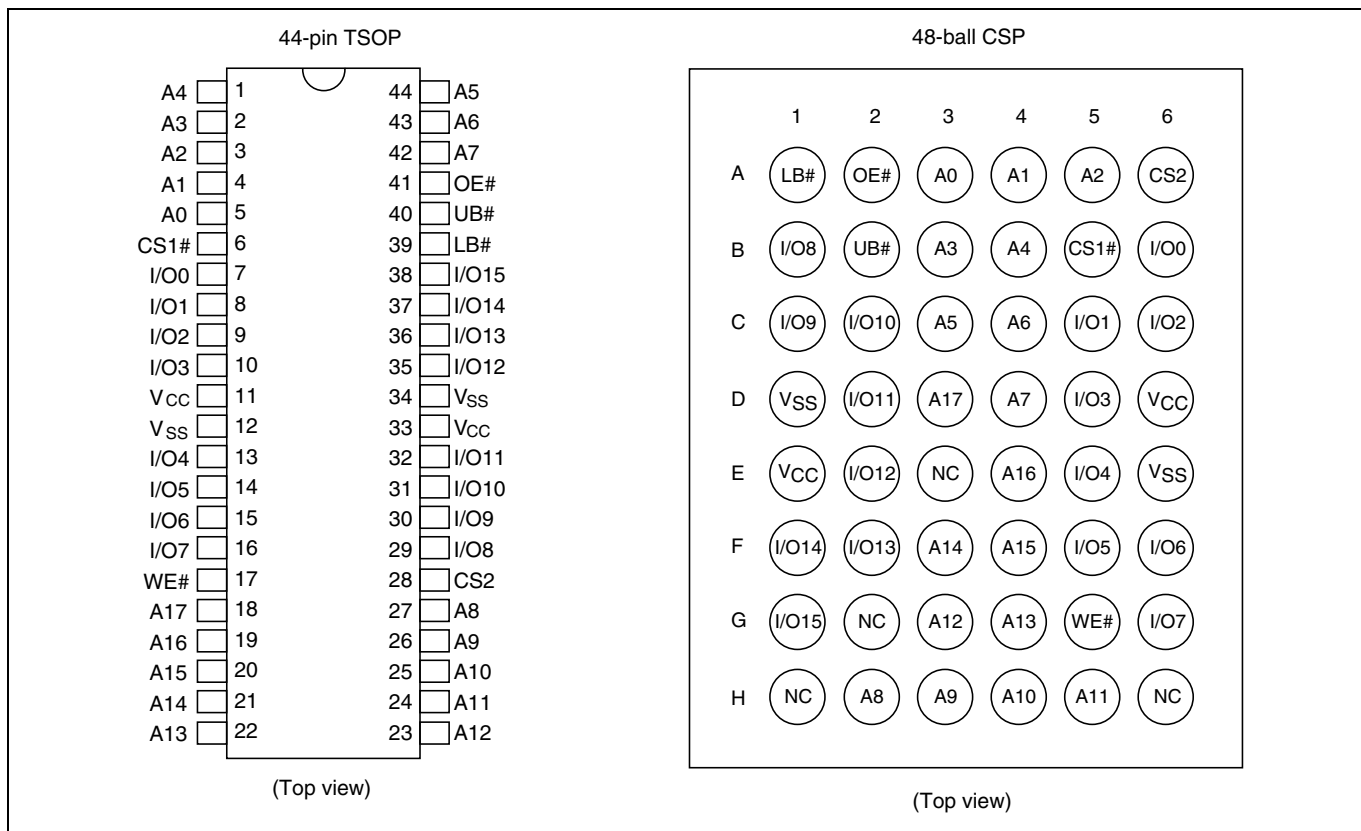 44-pin TSOP
A4 1 44 A5
A3 2 43 A6
A2 3 42 A7
A1 4 41 OE#
A0 5 40 UB#
CS1# 6 39 LB#
I/O0 7 38 I/O15
I/O1 8 37 I/O14
I/O2 9 36 I/O13
I/O3 10 35 I/O12
VCC 11 34 VSS
VSS 12 33 VCC
I/O4 13 32 I/O11
I/O5 14 31 I/O10
I/O6 15 30 I/O9
I/O7 16 29 I/O8
WE# 17 28 CS2
A17 18 27 A8
A16 19 26 A9
A15 20 25 A10
A14 21 24 A11
A13 22 23 A12
(Top view)
48-ball CSP
1 2 3 4 5 6
A LB# OE# A0 A1 A2 CS2
B I/O8 UB# A3 A4 CS1# I/O0
C I/O9 I/O10 A5 A6 I/O1 I/O2
D VSS I/O11 A17 A7 I/O3 VCC
E VCC I/O12 NC A16 I/O4 VSS
F I/O14 I/O13 A14 A15 I/O5 I/O6
G I/O15 NC A12 A13 WE# I/O7
H NC A8 A9 A10 A11 NC
(Top view)